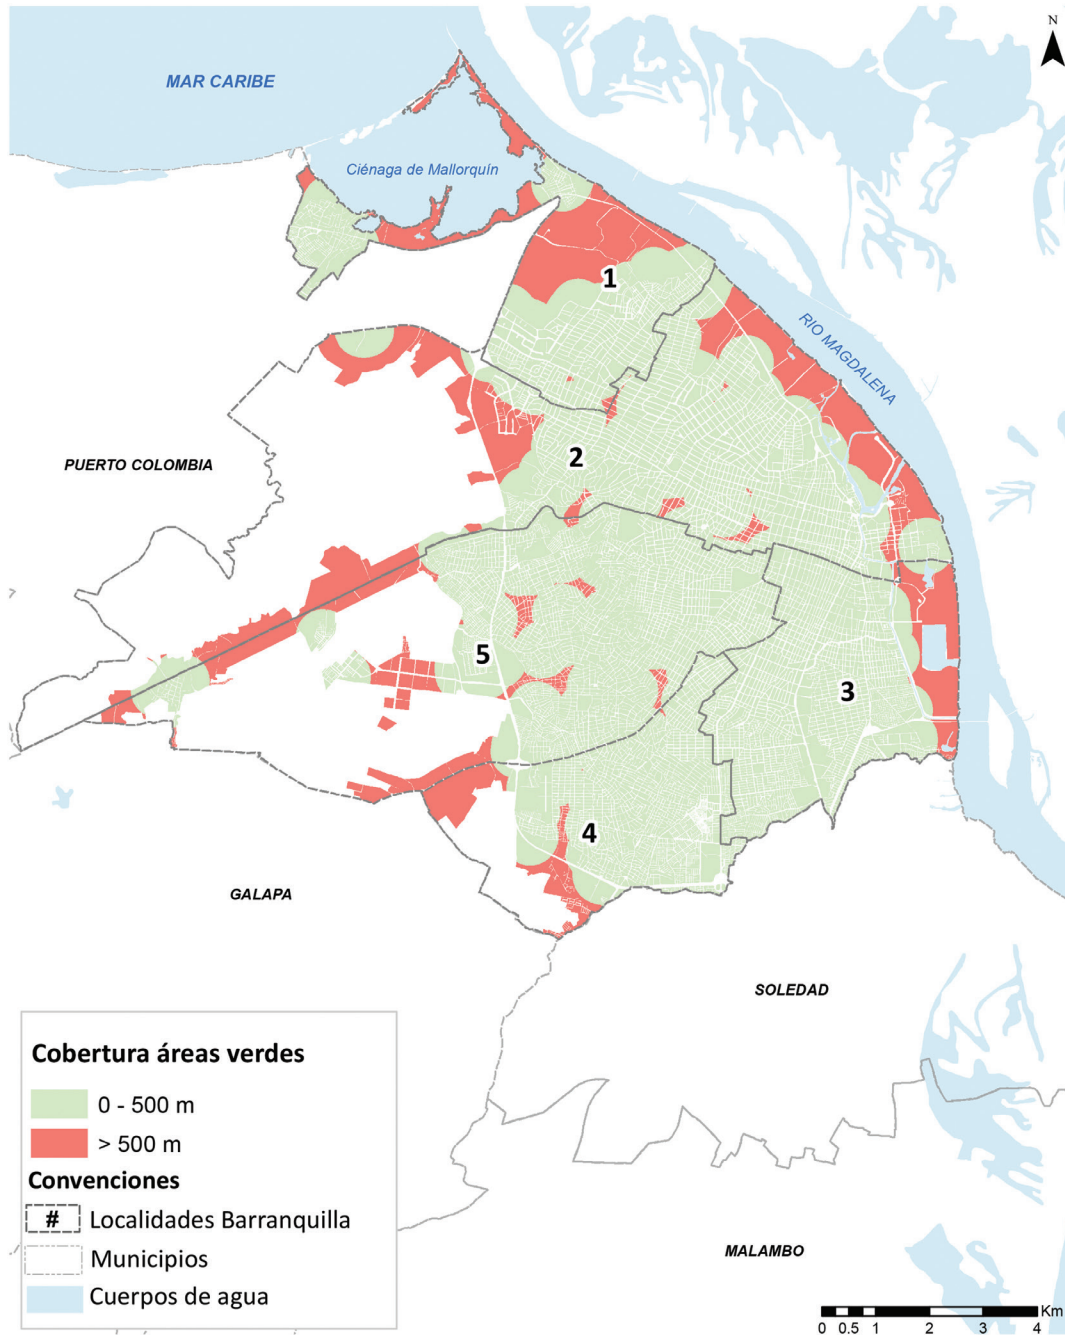 N
MAR CARIBE
Ciénaga de Mallorquín
1
RIO MAGDALENA
2
PUERTO COLOMBIA
5
3
4
GALAPA
SOLEDAD
MALAMBO
Cobertura áreas verdes
0 - 500 m
> 500 m
Convenciones
# Localidades Barranquilla
Municipios
Cuerpos de agua
Km
0 0.5 1 2 3 4